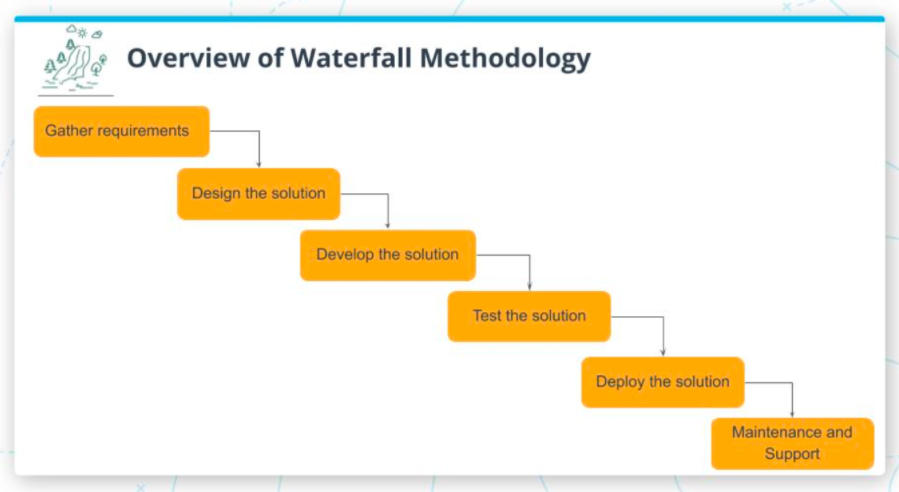 Overview of Waterfall Methodology
Gather requirements
Design the solution
Develop the solution
Test the solution
Deploy the solution
Maintenance and
Support